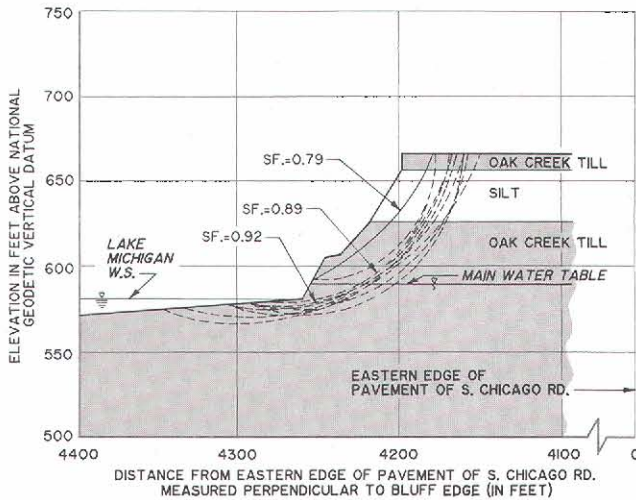 ELEVATION IN FEET ABOVE NATIONAL
GEODETIC VERTICAL DATUM
750
700
650
600
550
500
SF.=0.79
SF.=0.89
SF.=0.92
LAKE
MICHIGAN
W.S.
OAK CREEK TILL
SILT
OAK CREEK TILL
MAIN WATER TABLE
EASTERN EDGE OF
PAVEMENT OF S. CHICAGO RD.
4400
4300
4200
4100
0
DISTANCE FROM EASTERN EDGE OF PAVEMENT OF S. CHICAGO RD.
MEASURED PERPENDICULAR TO BLUFF EDGE (IN FEET)